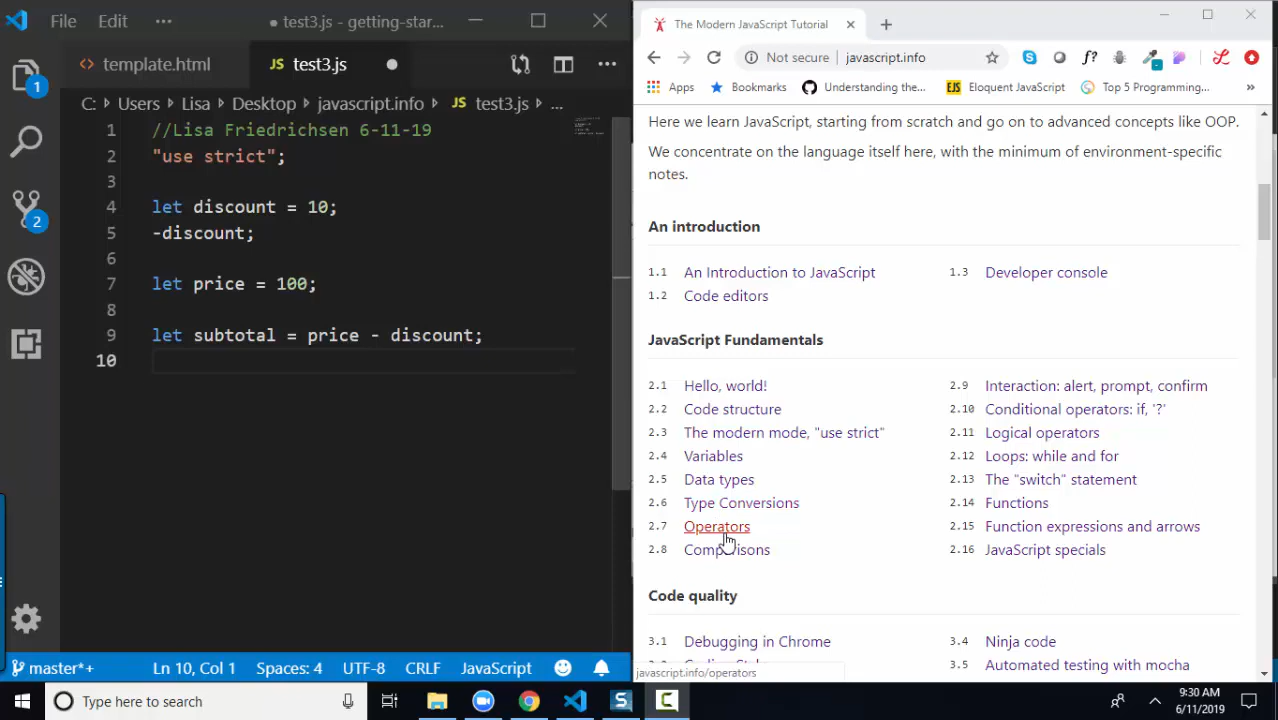 File Edit ••• ● test3.js - getting-star...
<> template.html JS test3.js ●
C: > Users > Lisa > Desktop > javascript.info > JS test3.js > ...
1 //Lisa Friedrichsen 6-11-19
2 "use strict";
3
4 let discount = 10;
5 -discount;
6
7 let price = 100;
8
9 let subtotal = price - discount;
10
1
2
master*+ Ln 10, Col 1 Spaces: 4 UTF-8 CRLF JavaScript
The Modern JavaScript Tutorial
Not secure | javascript.info f?
Apps Bookmarks Understanding the... EJS Eloquent JavaScript Top 5 Programming... »
Here we learn JavaScript, starting from scratch and go on to advanced concepts like OOP.
We concentrate on the language itself here, with the minimum of environment-specific
notes.
An introduction
1.1 An Introduction to JavaScript 1.3 Developer console
1.2 Code editors
JavaScript Fundamentals
2.1 Hello, world! 2.9 Interaction: alert, prompt, confirm
2.2 Code structure 2.10 Conditional operators: if, '?'
2.3 The modern mode, "use strict" 2.11 Logical operators
2.4 Variables 2.12 Loops: while and for
2.5 Data types 2.13 The "switch" statement
2.6 Type Conversions 2.14 Functions
2.7 Operators 2.15 Function expressions and arrows
2.8 Comparisons 2.16 JavaScript specials
Code quality
3.1 Debugging in Chrome 3.4 Ninja code
3.5 Automated testing with mocha
javascript.info/operators
Type here to search
9:30 AM
6/11/2019